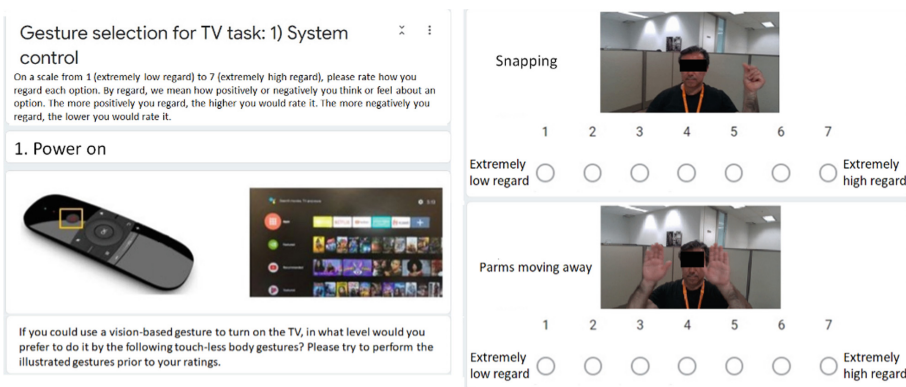 Gesture selection for TV task: 1) System
control
On a scale from 1 (extremely low regard) to 7 (extremely high regard), please rate how you
regard each option. By regard, we mean how positively or negatively you think or feel about an
option. The more positively you regard, the higher you would rate it. The more negatively you
regard, the lower you would rate it.
1. Power on
If you could use a vision-based gesture to turn on the TV, in what level would you
prefer to do it by the following touch-less body gestures? Please try to perform the
illustrated gestures prior to your ratings.
Snapping
1 2 3 4 5 6 7
Extremely
low regard
Extremely
high regard
Parms moving away
1 2 3 4 5 6 7
Extremely
low regard
Extremely
high regard